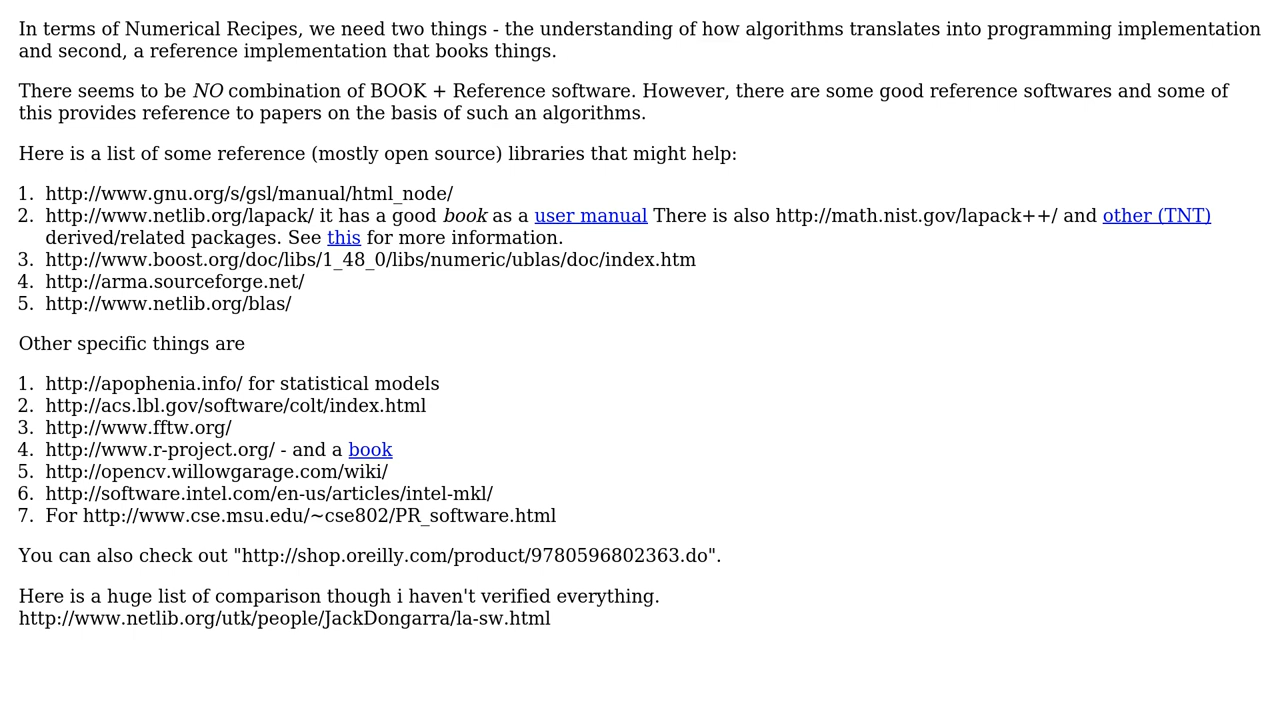 In terms of Numerical Recipes, we need two things - the understanding of how algorithms translates into programming implementation
and second, a reference implementation that books things.
There seems to be NO combination of BOOK + Reference software. However, there are some good reference softwares and some of
this provides reference to papers on the basis of such an algorithms.
Here is a list of some reference (mostly open source) libraries that might help:
1. http://www.gnu.org/s/gsl/manual/html_node/
2. http://www.netlib.org/lapack/ it has a good book as a user manual There is also http://math.nist.gov/lapack++/ and other (TNT)
derived/related packages. See this for more information.
3. http://www.boost.org/doc/libs/1_48_0/libs/numeric/ublas/doc/index.htm
4. http://arma.sourceforge.net/
5. http://www.netlib.org/blas/
Other specific things are
1. http://apophenia.info/ for statistical models
2. http://acs.lbl.gov/software/colt/index.html
3. http://www.fftw.org/
4. http://www.r-project.org/ - and a book
5. http://opencv.willowgarage.com/wiki/
6. http://software.intel.com/en-us/articles/intel-mkl/
7. For http://www.cse.msu.edu/~cse802/PR_software.html
You can also check out "http://shop.oreilly.com/product/9780596802363.do".
Here is a huge list of comparison though i haven't verified everything.
http://www.netlib.org/utk/people/JackDongarra/la-sw.html